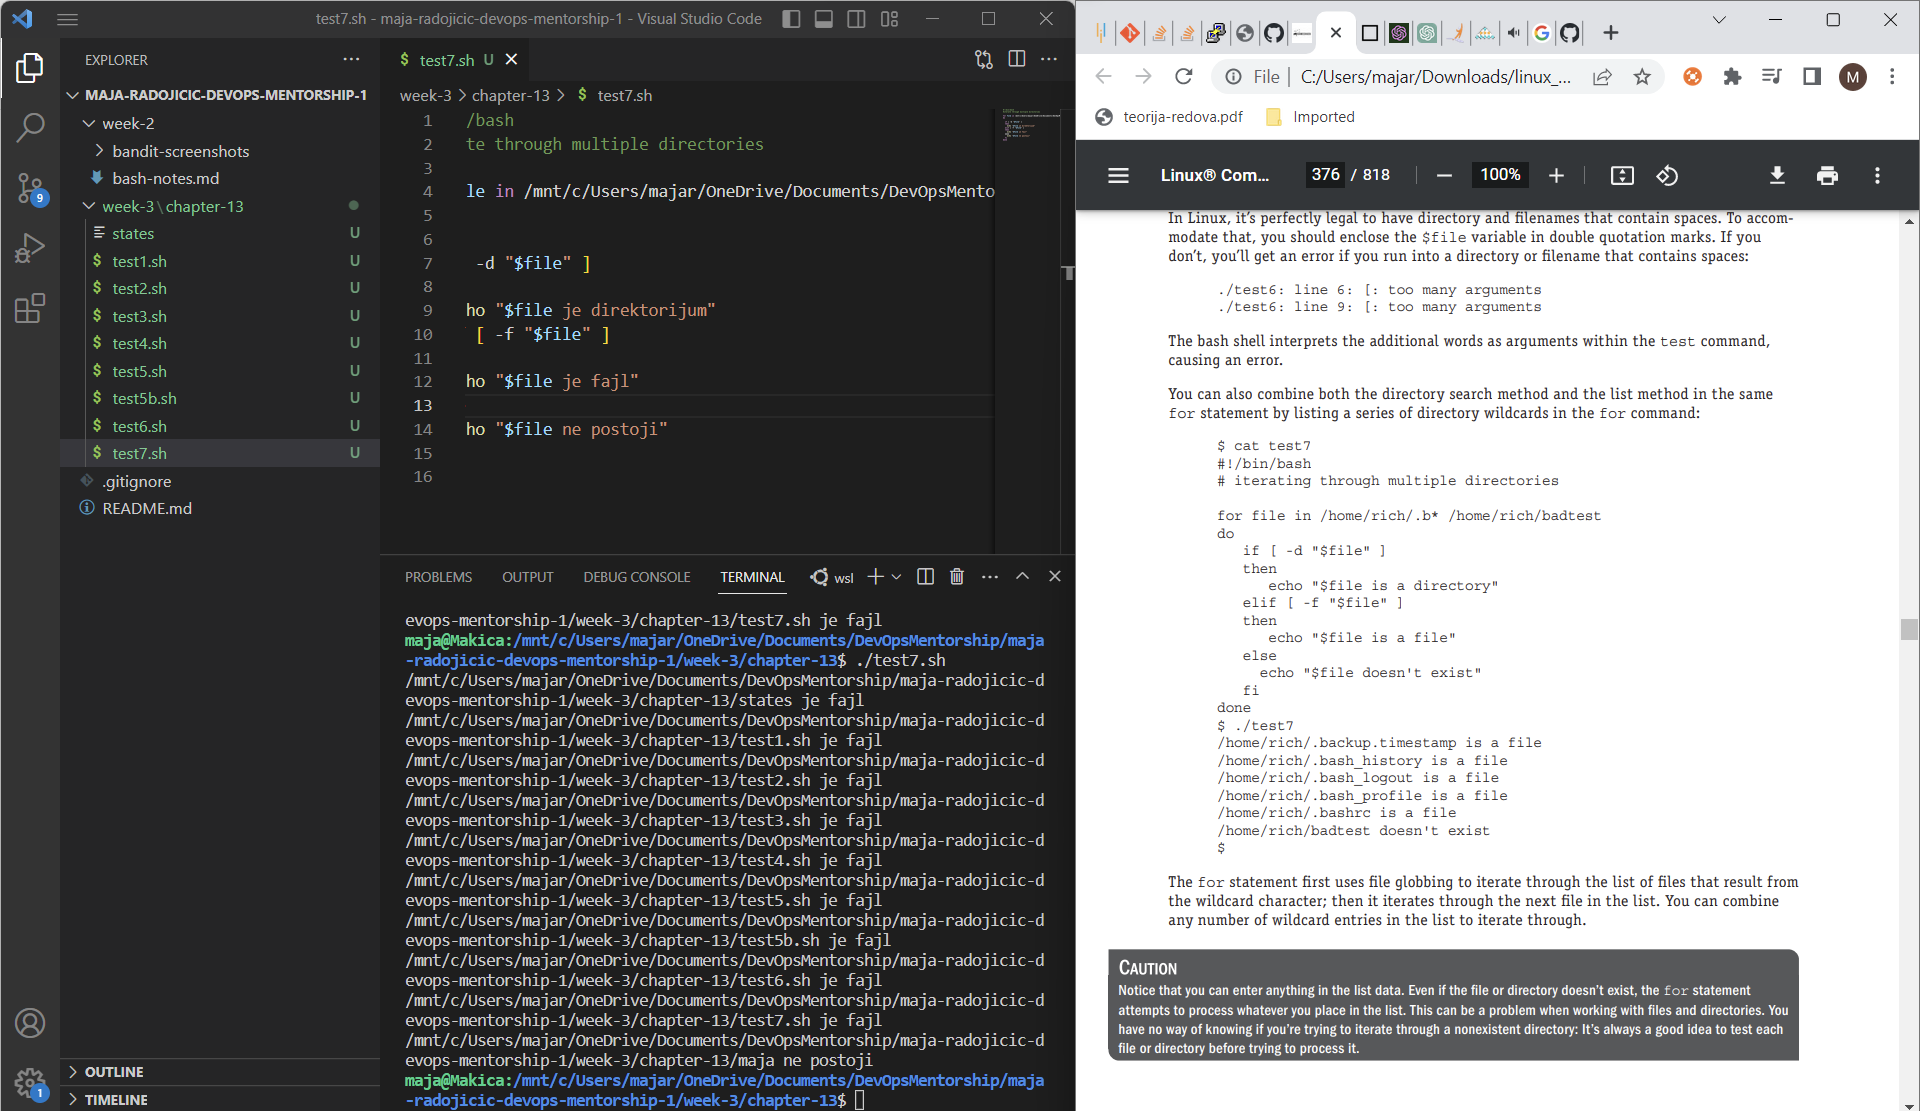 test7.sh - maja-radojicic-devops-mentorship-1 - Visual Studio Code
EXPLORER
MAJA-RADOJICIC-DEVOPS-MENTORSHIP-1
week-2
bandit-screenshots
bash-notes.md
week-3\chapter-13
states U
test1.sh U
test2.sh U
test3.sh U
test4.sh U
test5.sh U
test5b.sh U
test6.sh U
test7.sh U
.gitignore
README.md
OUTLINE
TIMELINE
9
1
$ test7.sh U
week-3 > chapter-13 > $ test7.sh
1 /bash
2 te through multiple directories
3
4 le in /mnt/c/Users/majar/OneDrive/Documents/DevOpsMento
5
6
7 -d "$file" ]
8
9 ho "$file je direktorijum"
10 [ -f "$file" ]
11
12 ho "$file je fajl"
13
14 ho "$file ne postoji"
15
16
PROBLEMS OUTPUT DEBUG CONSOLE TERMINAL wsl
evops-mentorship-1/week-3/chapter-13/test7.sh je fajl
maja@Makica:/mnt/c/Users/majar/OneDrive/Documents/DevOpsMentorship/maja
-radojicic-devops-mentorship-1/week-3/chapter-13$ ./test7.sh
/mnt/c/Users/majar/OneDrive/Documents/DevOpsMentorship/maja-radojicic-d
evops-mentorship-1/week-3/chapter-13/states je fajl
/mnt/c/Users/majar/OneDrive/Documents/DevOpsMentorship/maja-radojicic-d
evops-mentorship-1/week-3/chapter-13/test1.sh je fajl
/mnt/c/Users/majar/OneDrive/Documents/DevOpsMentorship/maja-radojicic-d
evops-mentorship-1/week-3/chapter-13/test2.sh je fajl
/mnt/c/Users/majar/OneDrive/Documents/DevOpsMentorship/maja-radojicic-d
evops-mentorship-1/week-3/chapter-13/test3.sh je fajl
/mnt/c/Users/majar/OneDrive/Documents/DevOpsMentorship/maja-radojicic-d
evops-mentorship-1/week-3/chapter-13/test4.sh je fajl
/mnt/c/Users/majar/OneDrive/Documents/DevOpsMentorship/maja-radojicic-d
evops-mentorship-1/week-3/chapter-13/test5.sh je fajl
/mnt/c/Users/majar/OneDrive/Documents/DevOpsMentorship/maja-radojicic-d
evops-mentorship-1/week-3/chapter-13/test5b.sh je fajl
/mnt/c/Users/majar/OneDrive/Documents/DevOpsMentorship/maja-radojicic-d
evops-mentorship-1/week-3/chapter-13/test6.sh je fajl
/mnt/c/Users/majar/OneDrive/Documents/DevOpsMentorship/maja-radojicic-d
evops-mentorship-1/week-3/chapter-13/test7.sh je fajl
/mnt/c/Users/majar/OneDrive/Documents/DevOpsMentorship/maja-radojicic-d
evops-mentorship-1/week-3/chapter-13/maja ne postoji
maja@Makica:/mnt/c/Users/majar/OneDrive/Documents/DevOpsMentorship/maja
-radojicic-devops-mentorship-1/week-3/chapter-13$
File | C:/Users/majar/Downloads/linux_... M
teorija-redova.pdf Imported
Linux® Com... 376 / 818 100%
In Linux, it's perfectly legal to have directory and filenames that contain spaces. To accom-
modate that, you should enclose the $file variable in double quotation marks. If you
don't, you'll get an error if you run into a directory or filename that contains spaces:
./test6: line 6: [: too many arguments
./test6: line 9: [: too many arguments
The bash shell interprets the additional words as arguments within the test command,
causing an error.
You can also combine both the directory search method and the list method in the same
for statement by listing a series of directory wildcards in the for command:
$ cat test7
#!/bin/bash
# iterating through multiple directories
for file in /home/rich/.b* /home/rich/badtest
do
if [ -d "$file" ]
then
echo "$file is a directory"
elif [ -f "$file" ]
then
echo "$file is a file"
else
echo "$file doesn't exist"
fi
done
$ ./test7
/home/rich/.backup.timestamp is a file
/home/rich/.bash_history is a file
/home/rich/.bash_logout is a file
/home/rich/.bash_profile is a file
/home/rich/.bashrc is a file
/home/rich/badtest doesn't exist
$
The for statement first uses file globbing to iterate through the list of files that result from
the wildcard character; then it iterates through the next file in the list. You can combine
any number of wildcard entries in the list to iterate through.
CAUTION
Notice that you can enter anything in the list data. Even if the file or directory doesn't exist, the for statement
attempts to process whatever you place in the list. This can be a problem when working with files and directories. You
have no way of knowing if you're trying to iterate through a nonexistent directory: It's always a good idea to test each
file or directory before trying to process it.